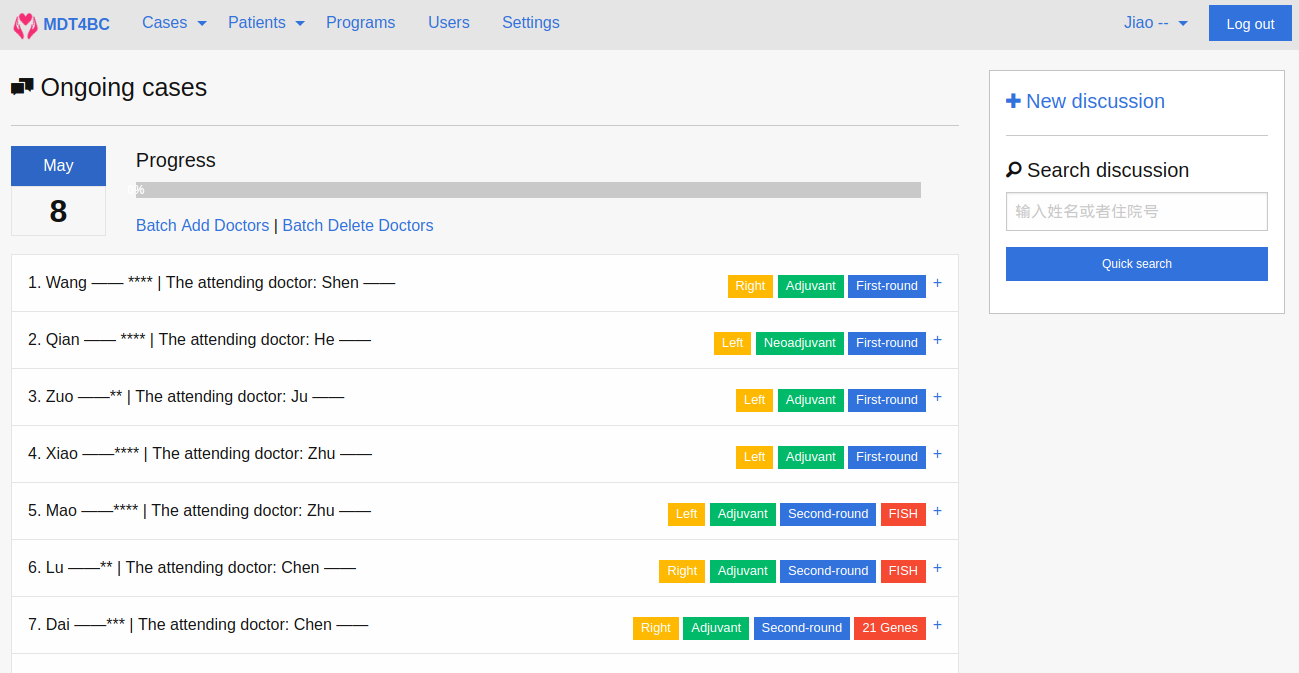 MDT4BC Cases Patients Programs Users Settings Jiao -- Log out
Ongoing cases
May
8
Progress
%
Batch Add Doctors | Batch Delete Doctors
1. Wang —— **** | The attending doctor: Shen —— Right Adjuvant First-round +
2. Qian —— **** | The attending doctor: He —— Left Neoadjuvant First-round +
3. Zuo ——** | The attending doctor: Ju —— Left Adjuvant First-round +
4. Xiao ——**** | The attending doctor: Zhu —— Left Adjuvant First-round +
5. Mao ——**** | The attending doctor: Zhu —— Left Adjuvant Second-round FISH +
6. Lu ——** | The attending doctor: Chen —— Right Adjuvant Second-round FISH +
7. Dai ——*** | The attending doctor: Chen —— Right Adjuvant Second-round 21 Genes +
New discussion
Search discussion
输入姓名或者住院号
Quick search